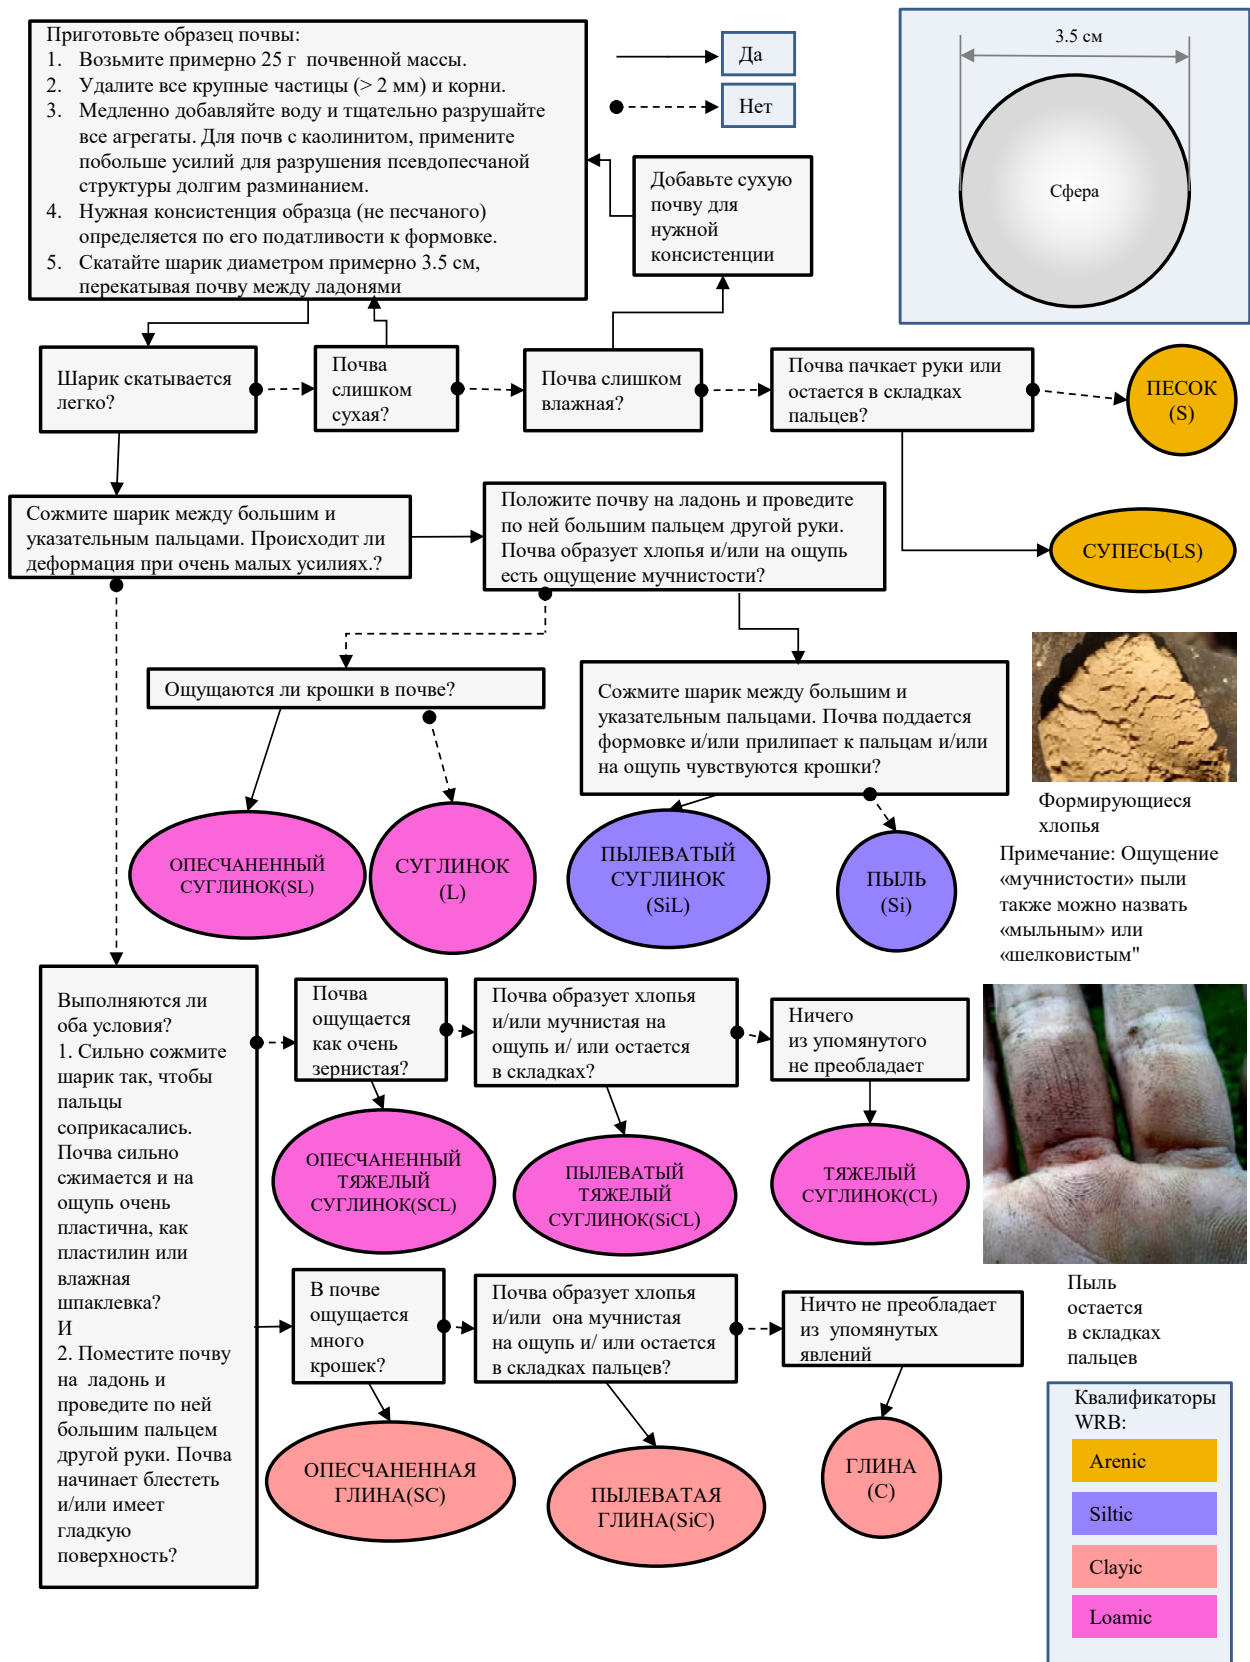 Приготовьте образец почвы:
1. Возьмите примерно 25 г почвенной массы.
2. Удалите все крупные частицы (> 2 мм) и корни.
3. Медленно добавляйте воду и тщательно разрушайте
все агрегаты. Для почв с каолинитом, примените
побольше усилий для разрушения псевдопесчаной
структуры долгим разминанием.
4. Нужная консистенция образца (не песчаного)
определяется по его податливости к формовке.
5. Скатайте шарик диаметром примерно 3.5 см,
перекатывая почву между ладонями
Да
Нет
3.5 см
Сфера
Добавьте сухую
почву для
нужной
консистенции
Шарик скатывается
легко?
Почва
слишком
сухая?
Почва слишком
влажная?
Почва пачкает руки или
остается в складках
пальцев?
ПЕСОК
(S)
Сожмите шарик между большим и
указательным пальцами. Происходит ли
деформация при очень малых усилиях.?
Положите почву на ладонь и проведите
по ней большим пальцем другой руки.
Почва образует хлопья и/или на ощупь
есть ощущение мучнистости?
СУПЕСЬ(LS)
Ощущаются ли крошки в почве?
Сожмите шарик между большим и
указательным пальцами. Почва поддается
формовке и/или прилипает к пальцам и/или
на ощупь чувствуются крошки?
Формирующиеся
хлопья
ОПЕСЧАНЕННЫЙ
СУГЛИНОК(SL)
СУГЛИНОК
(L)
ПЫЛЕВАТЫЙ
СУГЛИНОК
(SiL)
ПЫЛЬ
(Si)
Примечание: Ощущение
«мучнистости» пыли
также можно назвать
«мыльным» или
«шелковистым"
Выполняются ли
оба условия?
1. Сильно сожмите
шарик так, чтобы
пальцы
соприкасались.
Почва сильно
сжимается и на
ощупь очень
пластична, как
пластилин или
влажная
шпаклевка?
И
2. Поместите почву
на ладонь и
проведите по ней
большим пальцем
другой руки. Почва
начинает блестеть
и/или имеет
гладкую
поверхность?
Почва
ощущается
как очень
зернистая?
Почва образует хлопья
и/или мучнистая на
ощупь и/ или остается
в складках?
Ничего
из упомянутого
не преобладает
ОПЕСЧАНЕННЫЙ
ТЯЖЕЛЫЙ
СУГЛИНОК(SCL)
ПЫЛЕВАТЫЙ
ТЯЖЕЛЫЙ
СУГЛИНОК(SiCL)
ТЯЖЕЛЫЙ
СУГЛИНОК(CL)
В почве
ощущается
много
крошек?
Почва образует хлопья
и/или она мучнистая
на ощупь и/ или остается
в складках пальцев?
Ничто не преобладает
из упомянутых
явлений
Пыль
остается
в складках
пальцев
ОПЕСЧАНЕННАЯ
ГЛИНА(SC)
ПЫЛЕВАТАЯ
ГЛИНА(SiC)
ГЛИНА
(C)
Квалификаторы
WRB:
Arenic
Siltic
Clayic
Loamic